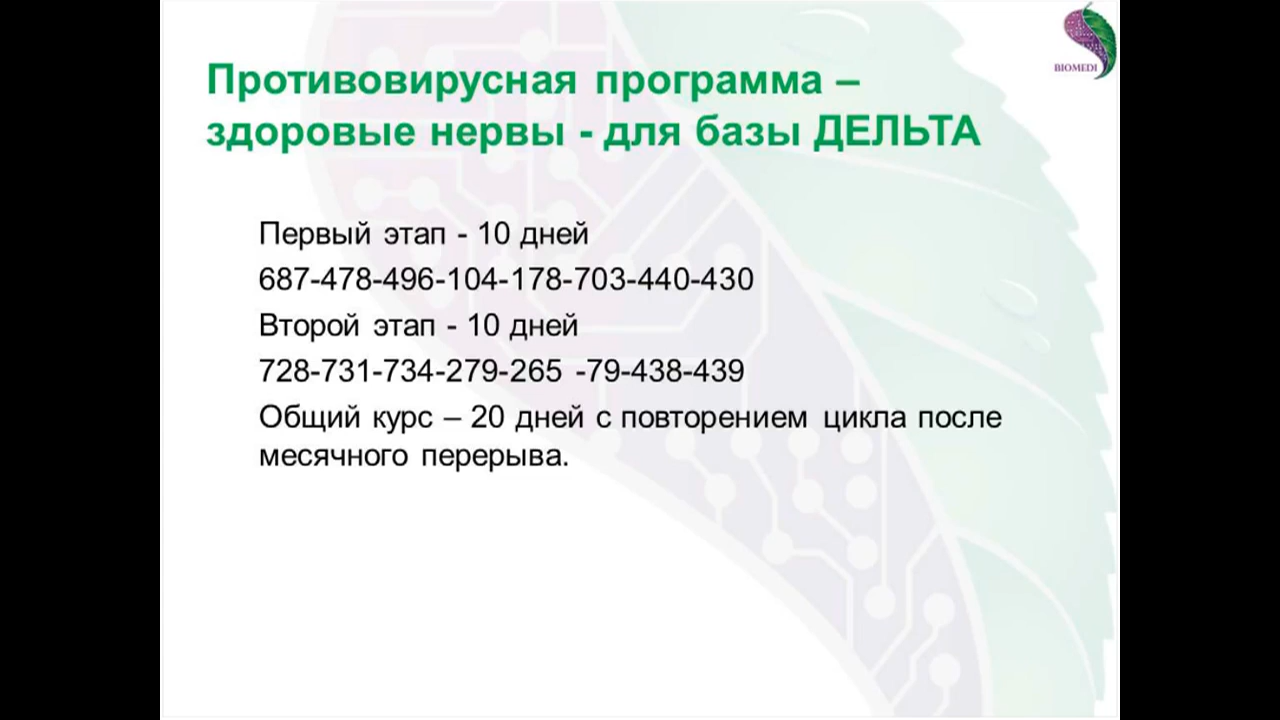 BIOMEDI
Противовирусная программа –
здоровые нервы - для базы ДЕЛЬТА
Первый этап - 10 дней
687-478-496-104-178-703-440-430
Второй этап - 10 дней
728-731-734-279-265 -79-438-439
Общий курс – 20 дней с повторением цикла после
месячного перерыва.